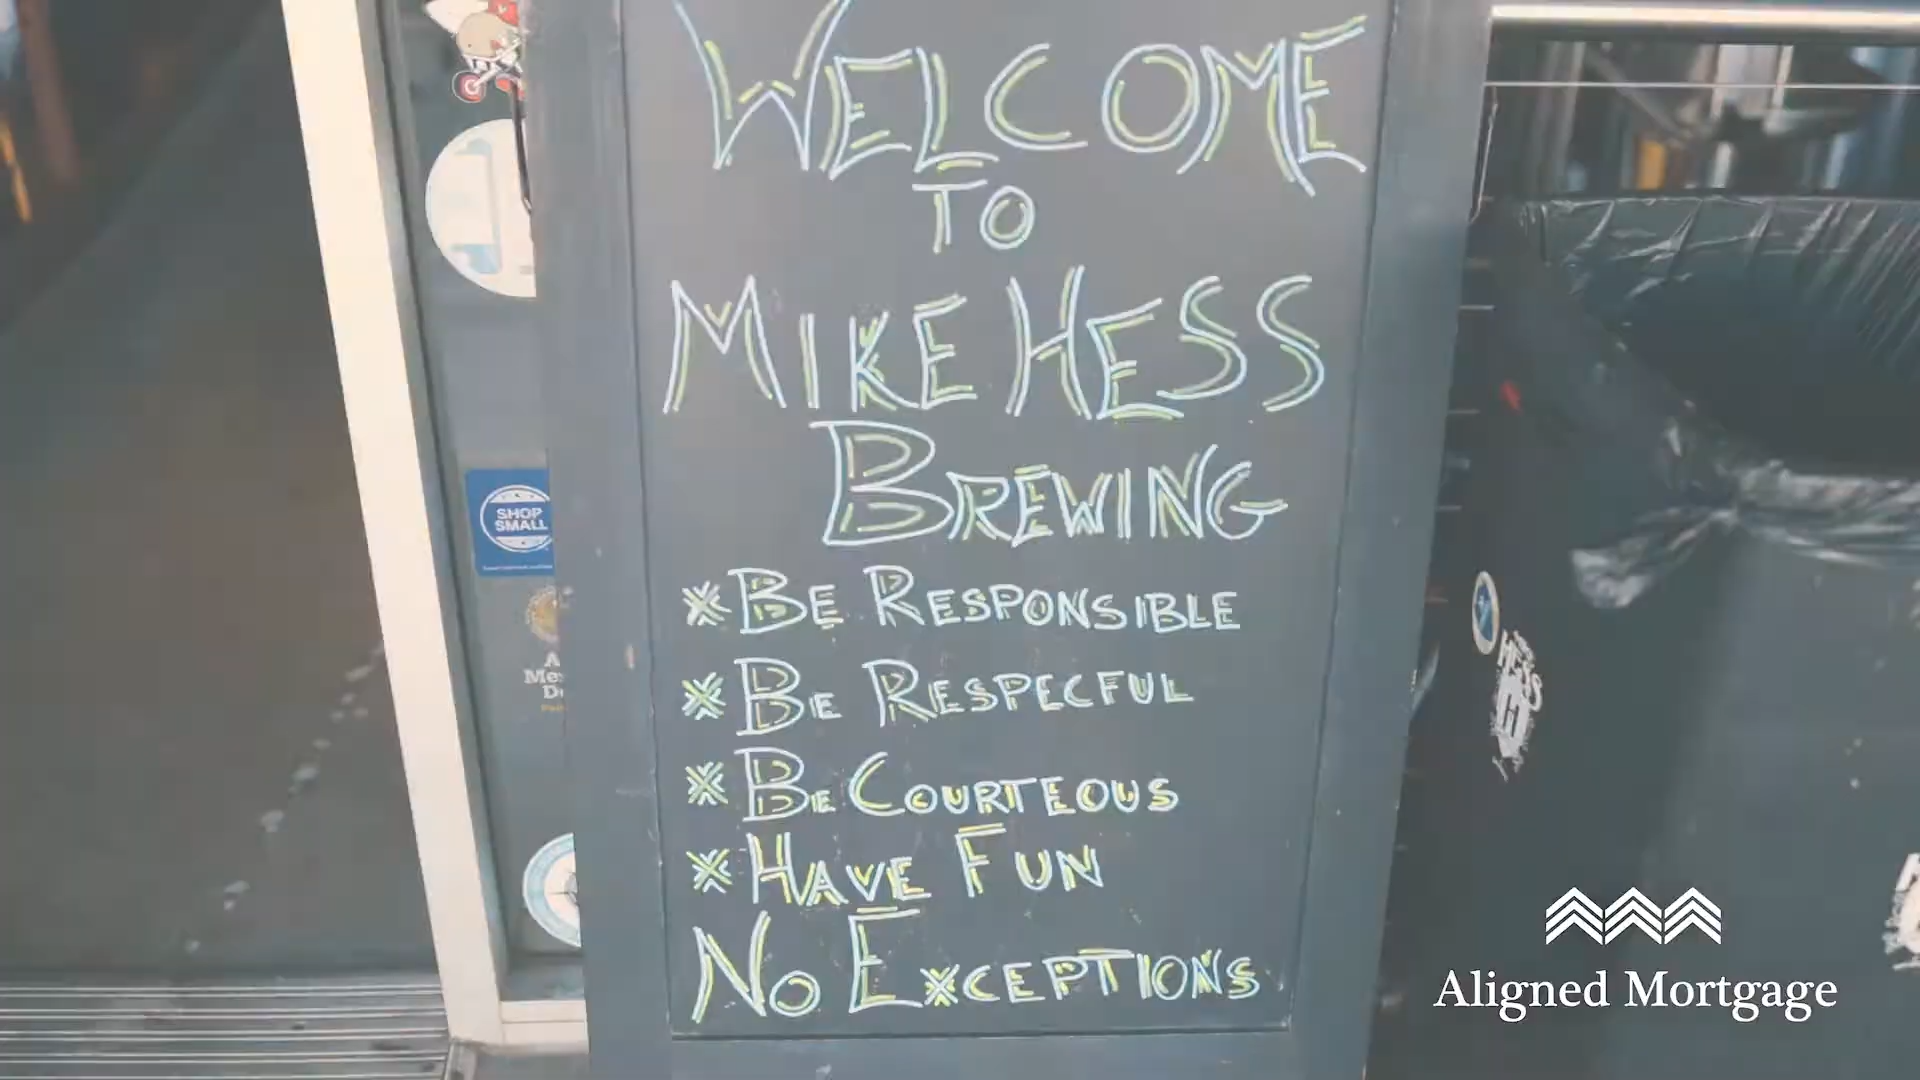 WELCOME
TO
MIKE HESS
BREWING
* BE RESPONSIBLE
* BE RESPECFUL
* BE COURTEOUS
* HAVE FUN
NO EXCEPTIONS
SHOP
SMALL
HESS
Aligned Mortgage